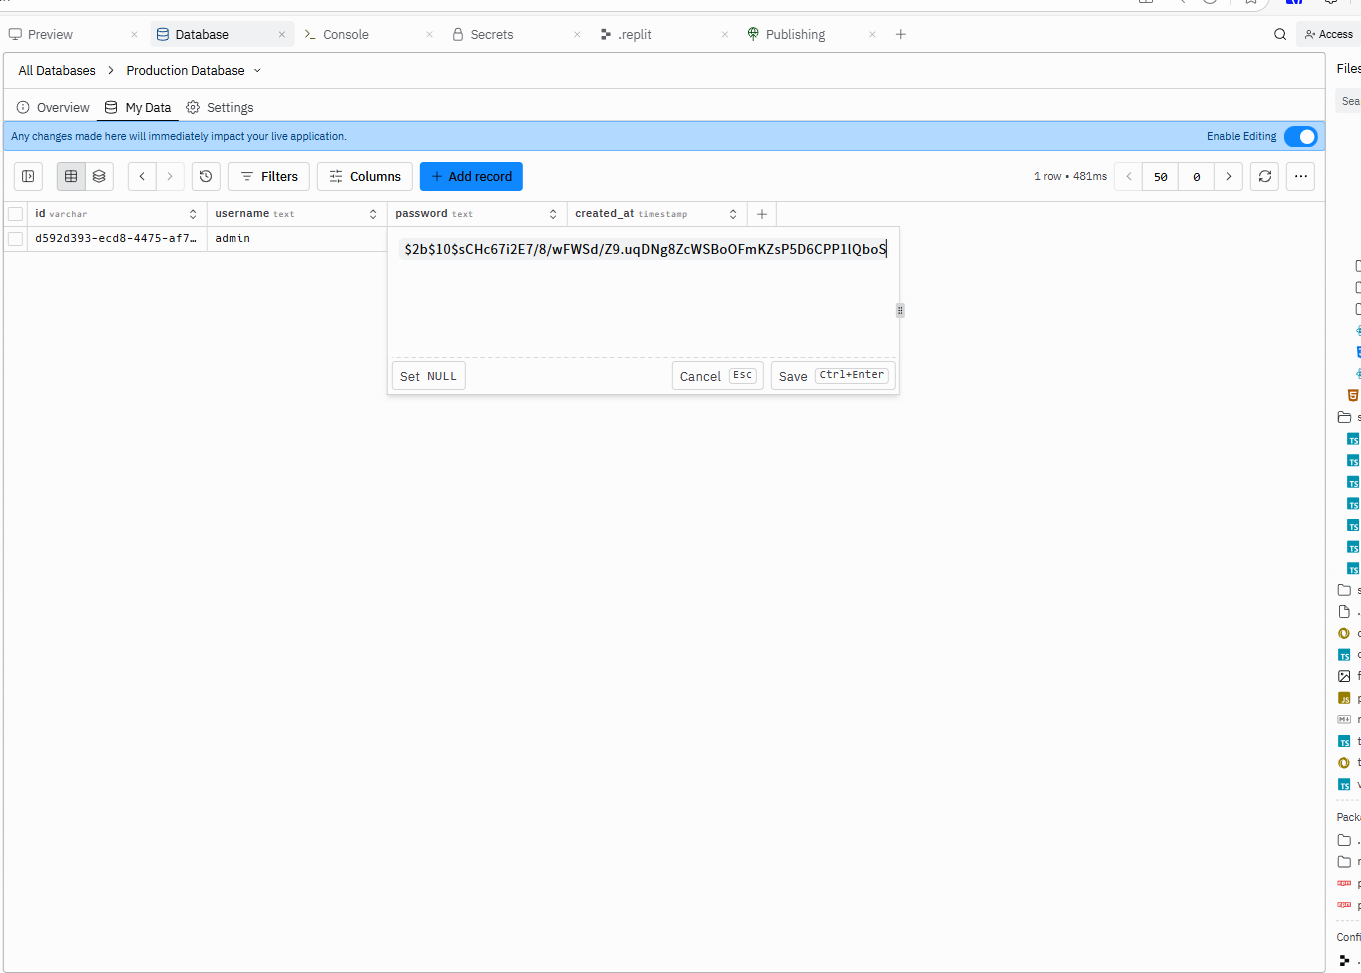 Preview
Database
Console
Secrets
.replit
Publishing
Access
All Databases
Production Database
Files
Overview
My Data
Settings
Sea
Any changes made here will immediately impact your live application.
Enable Editing
Filters
Columns
Add record
1 row • 481ms
50
0
id varchar
username text
password text
created_at timestamp
d592d393-ecd8-4475-af7…
admin
$2b$10$sCHc67i2E7/8/wFWSd/Z9.uqDNg8ZcWSBoOFmKZsP5D6CPP1lQboS
Set NULL
Cancel Esc
Save Ctrl+Enter
Pack
Confi